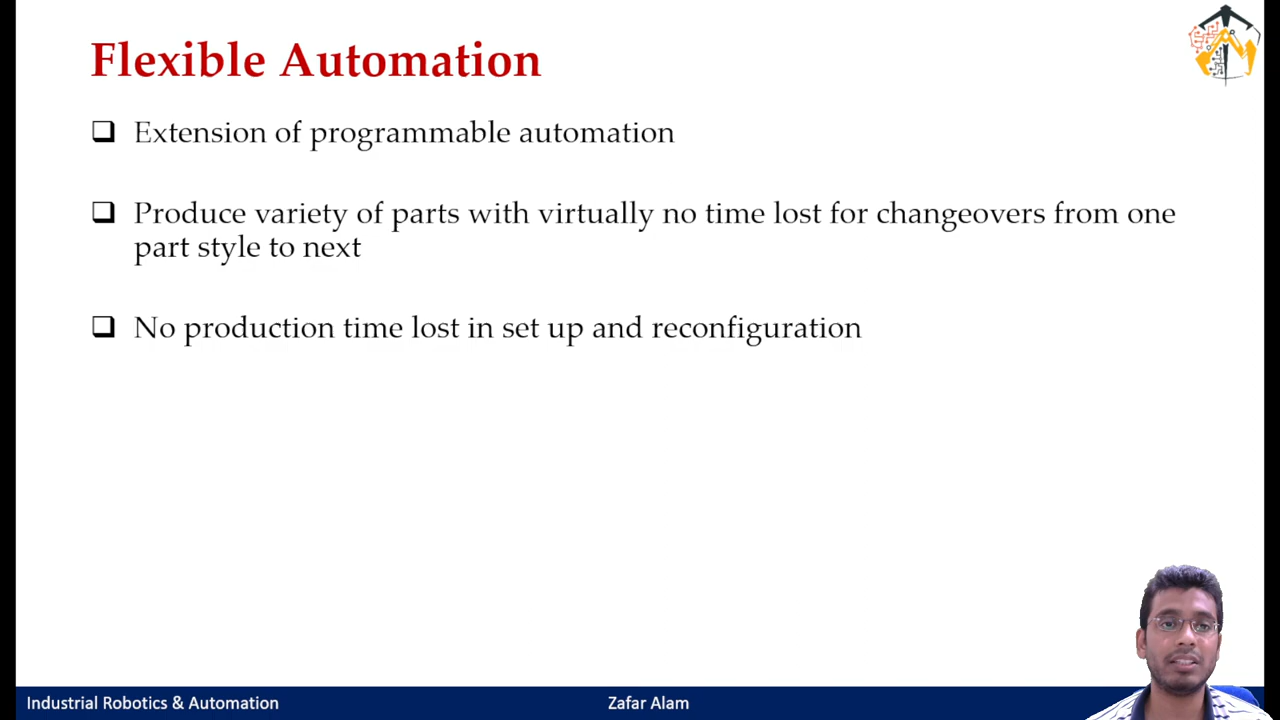 Flexible Automation
Extension of programmable automation
Produce variety of parts with virtually no time lost for changeovers from one
part style to next
No production time lost in set up and reconfiguration
Industrial Robotics & Automation
Zafar Alam